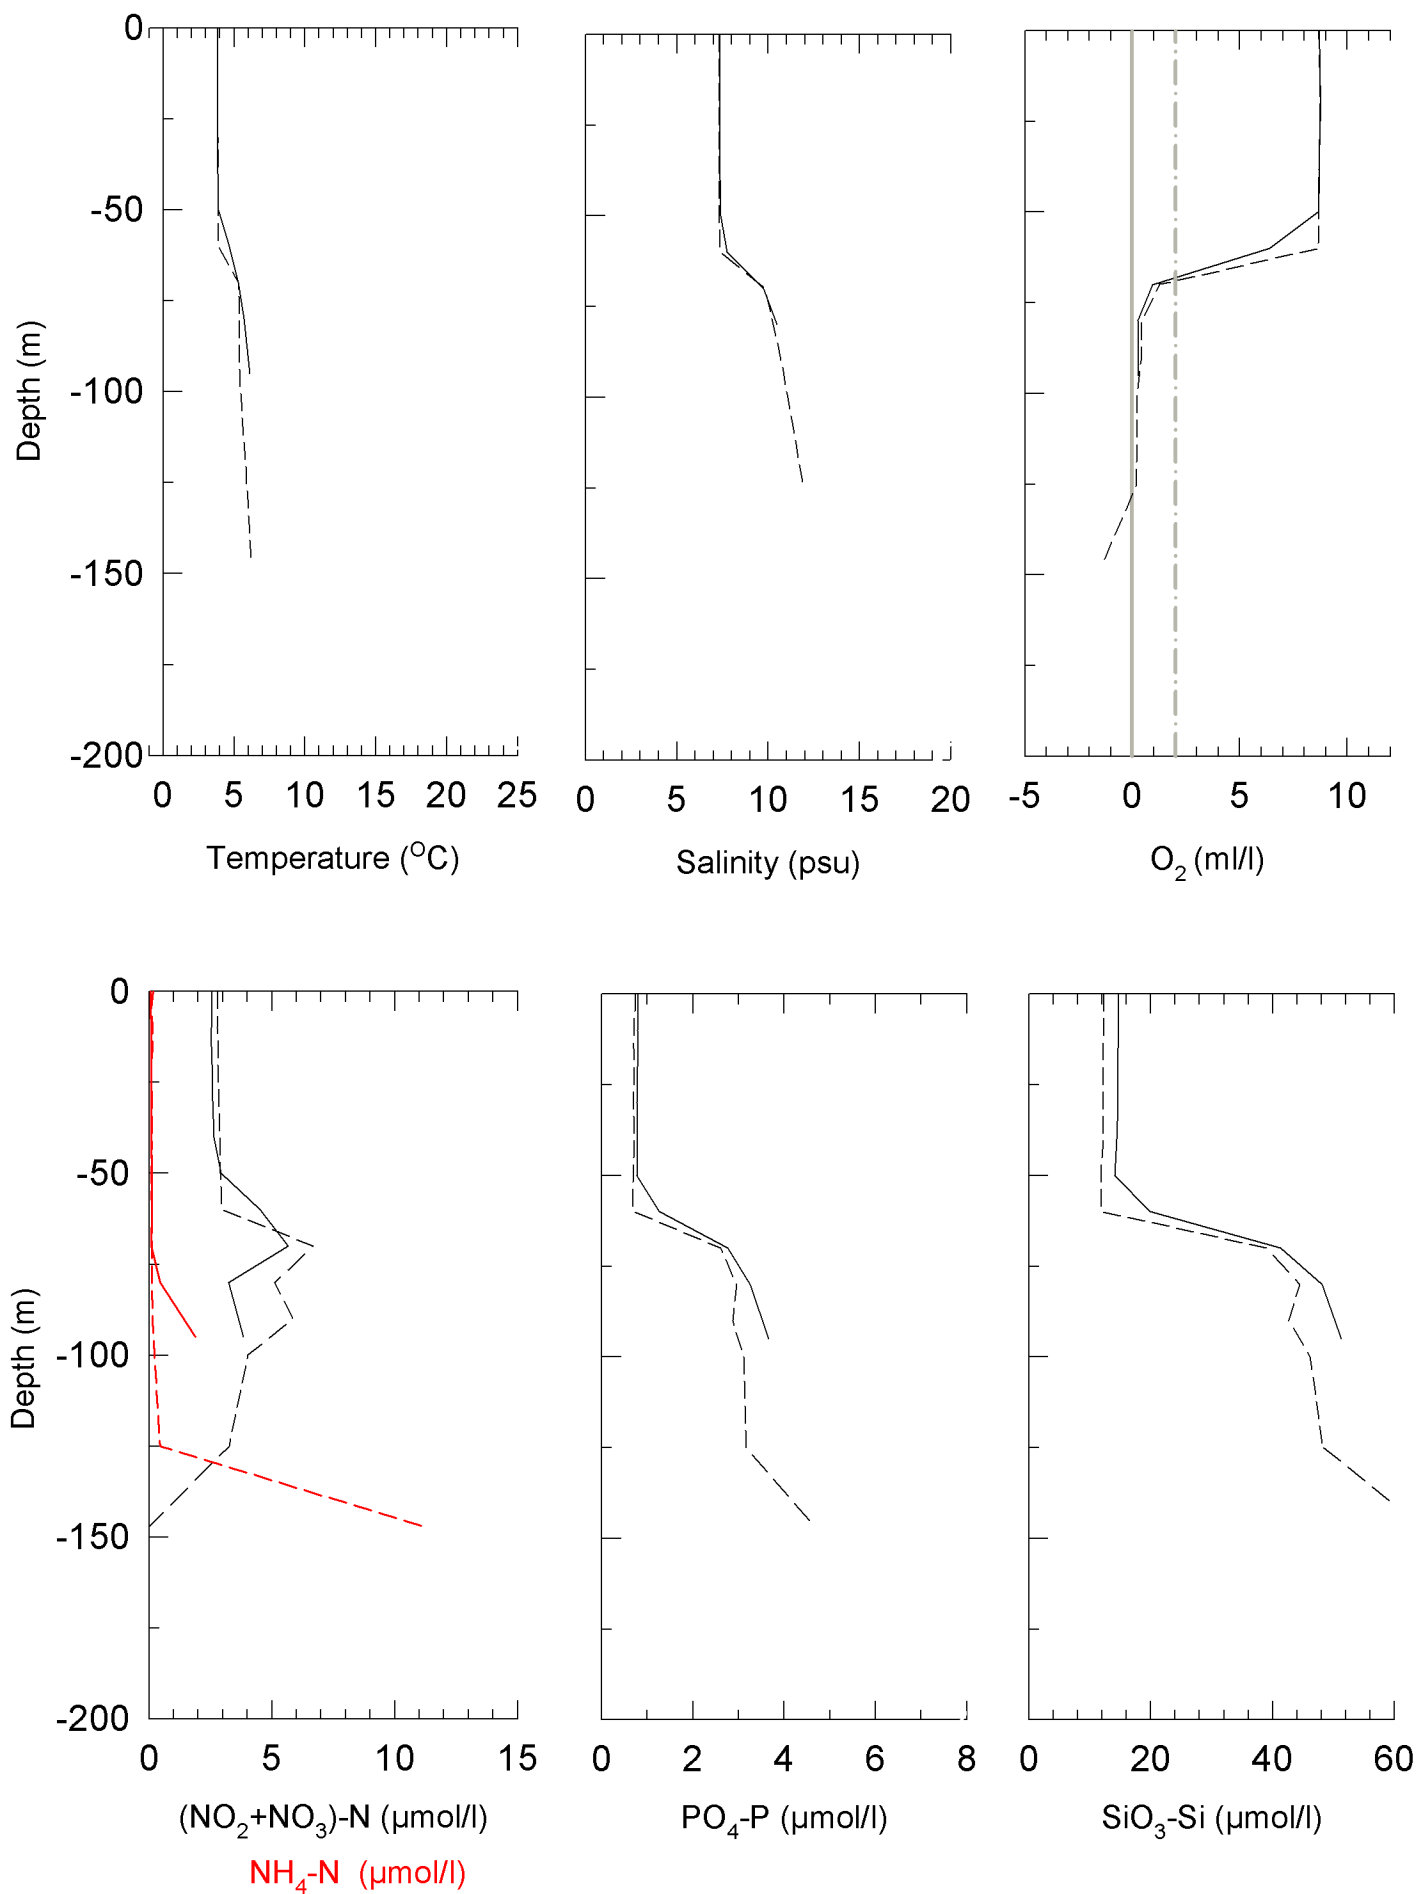 0
-50
-100
-150
-200
Depth (m)
0 5 10 15 20 25
Temperature (°C)
0 5 10 15 20
Salinity (psu)
-5 0 5 10
O₂ (ml/l)
0
-50
-100
-150
-200
Depth (m)
0 5 10 15
(NO₂+NO₃)-N (µmol/l)
NH₄-N (µmol/l)
0 2 4 6 8
PO₄-P (µmol/l)
0 20 40 60
SiO₃-Si (µmol/l)